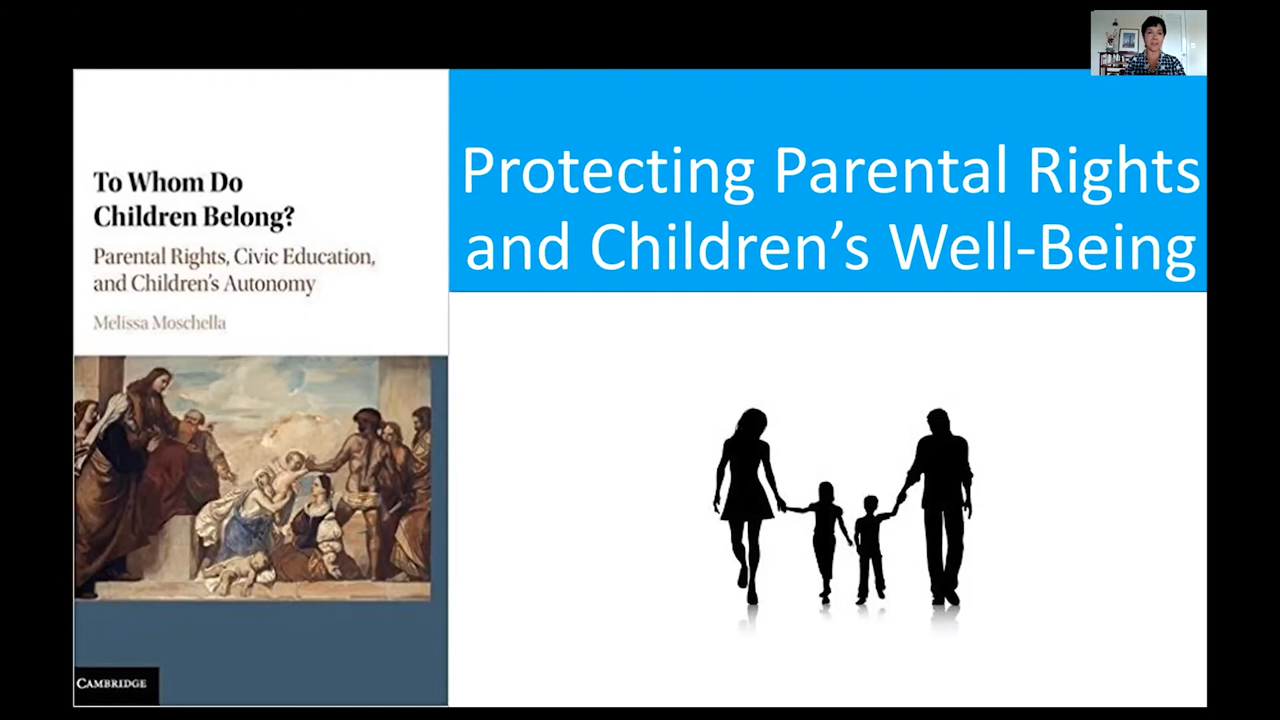 To Whom Do
Children Belong?
Parental Rights, Civic Education,
and Children's Autonomy
Melissa Moschella
CAMBRIDGE
Protecting Parental Rights
and Children’s Well-Being